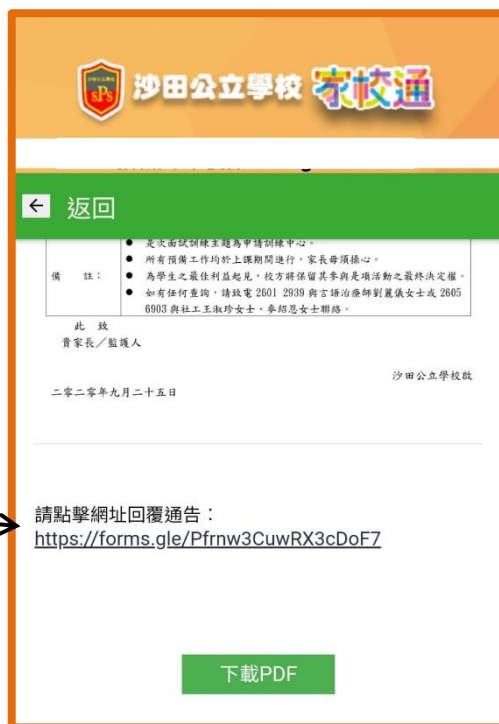 沙田公立學校 家校通
sPs
返回
● 是次面試訓練主題為申請訓練中心。
● 所有預備工作均於上課期間進行,家長毋須操心。
備 註: ● 為學生之最佳利益起見,校方將保留其參與是項活動之最終決定權。
● 如有任何查詢,請致電 2601 2939 與言語治療師劉麗儀女士或 2605
6903 與社工王淑珍女士、麥紹恩女士聯絡。
此 致
貴家長/監護人
沙田公立學校啟
二零二零年九月二十五日
請點擊網址回覆通告:
https://forms.gle/Pfrnw3CuwRX3cDoF7
下載PDF